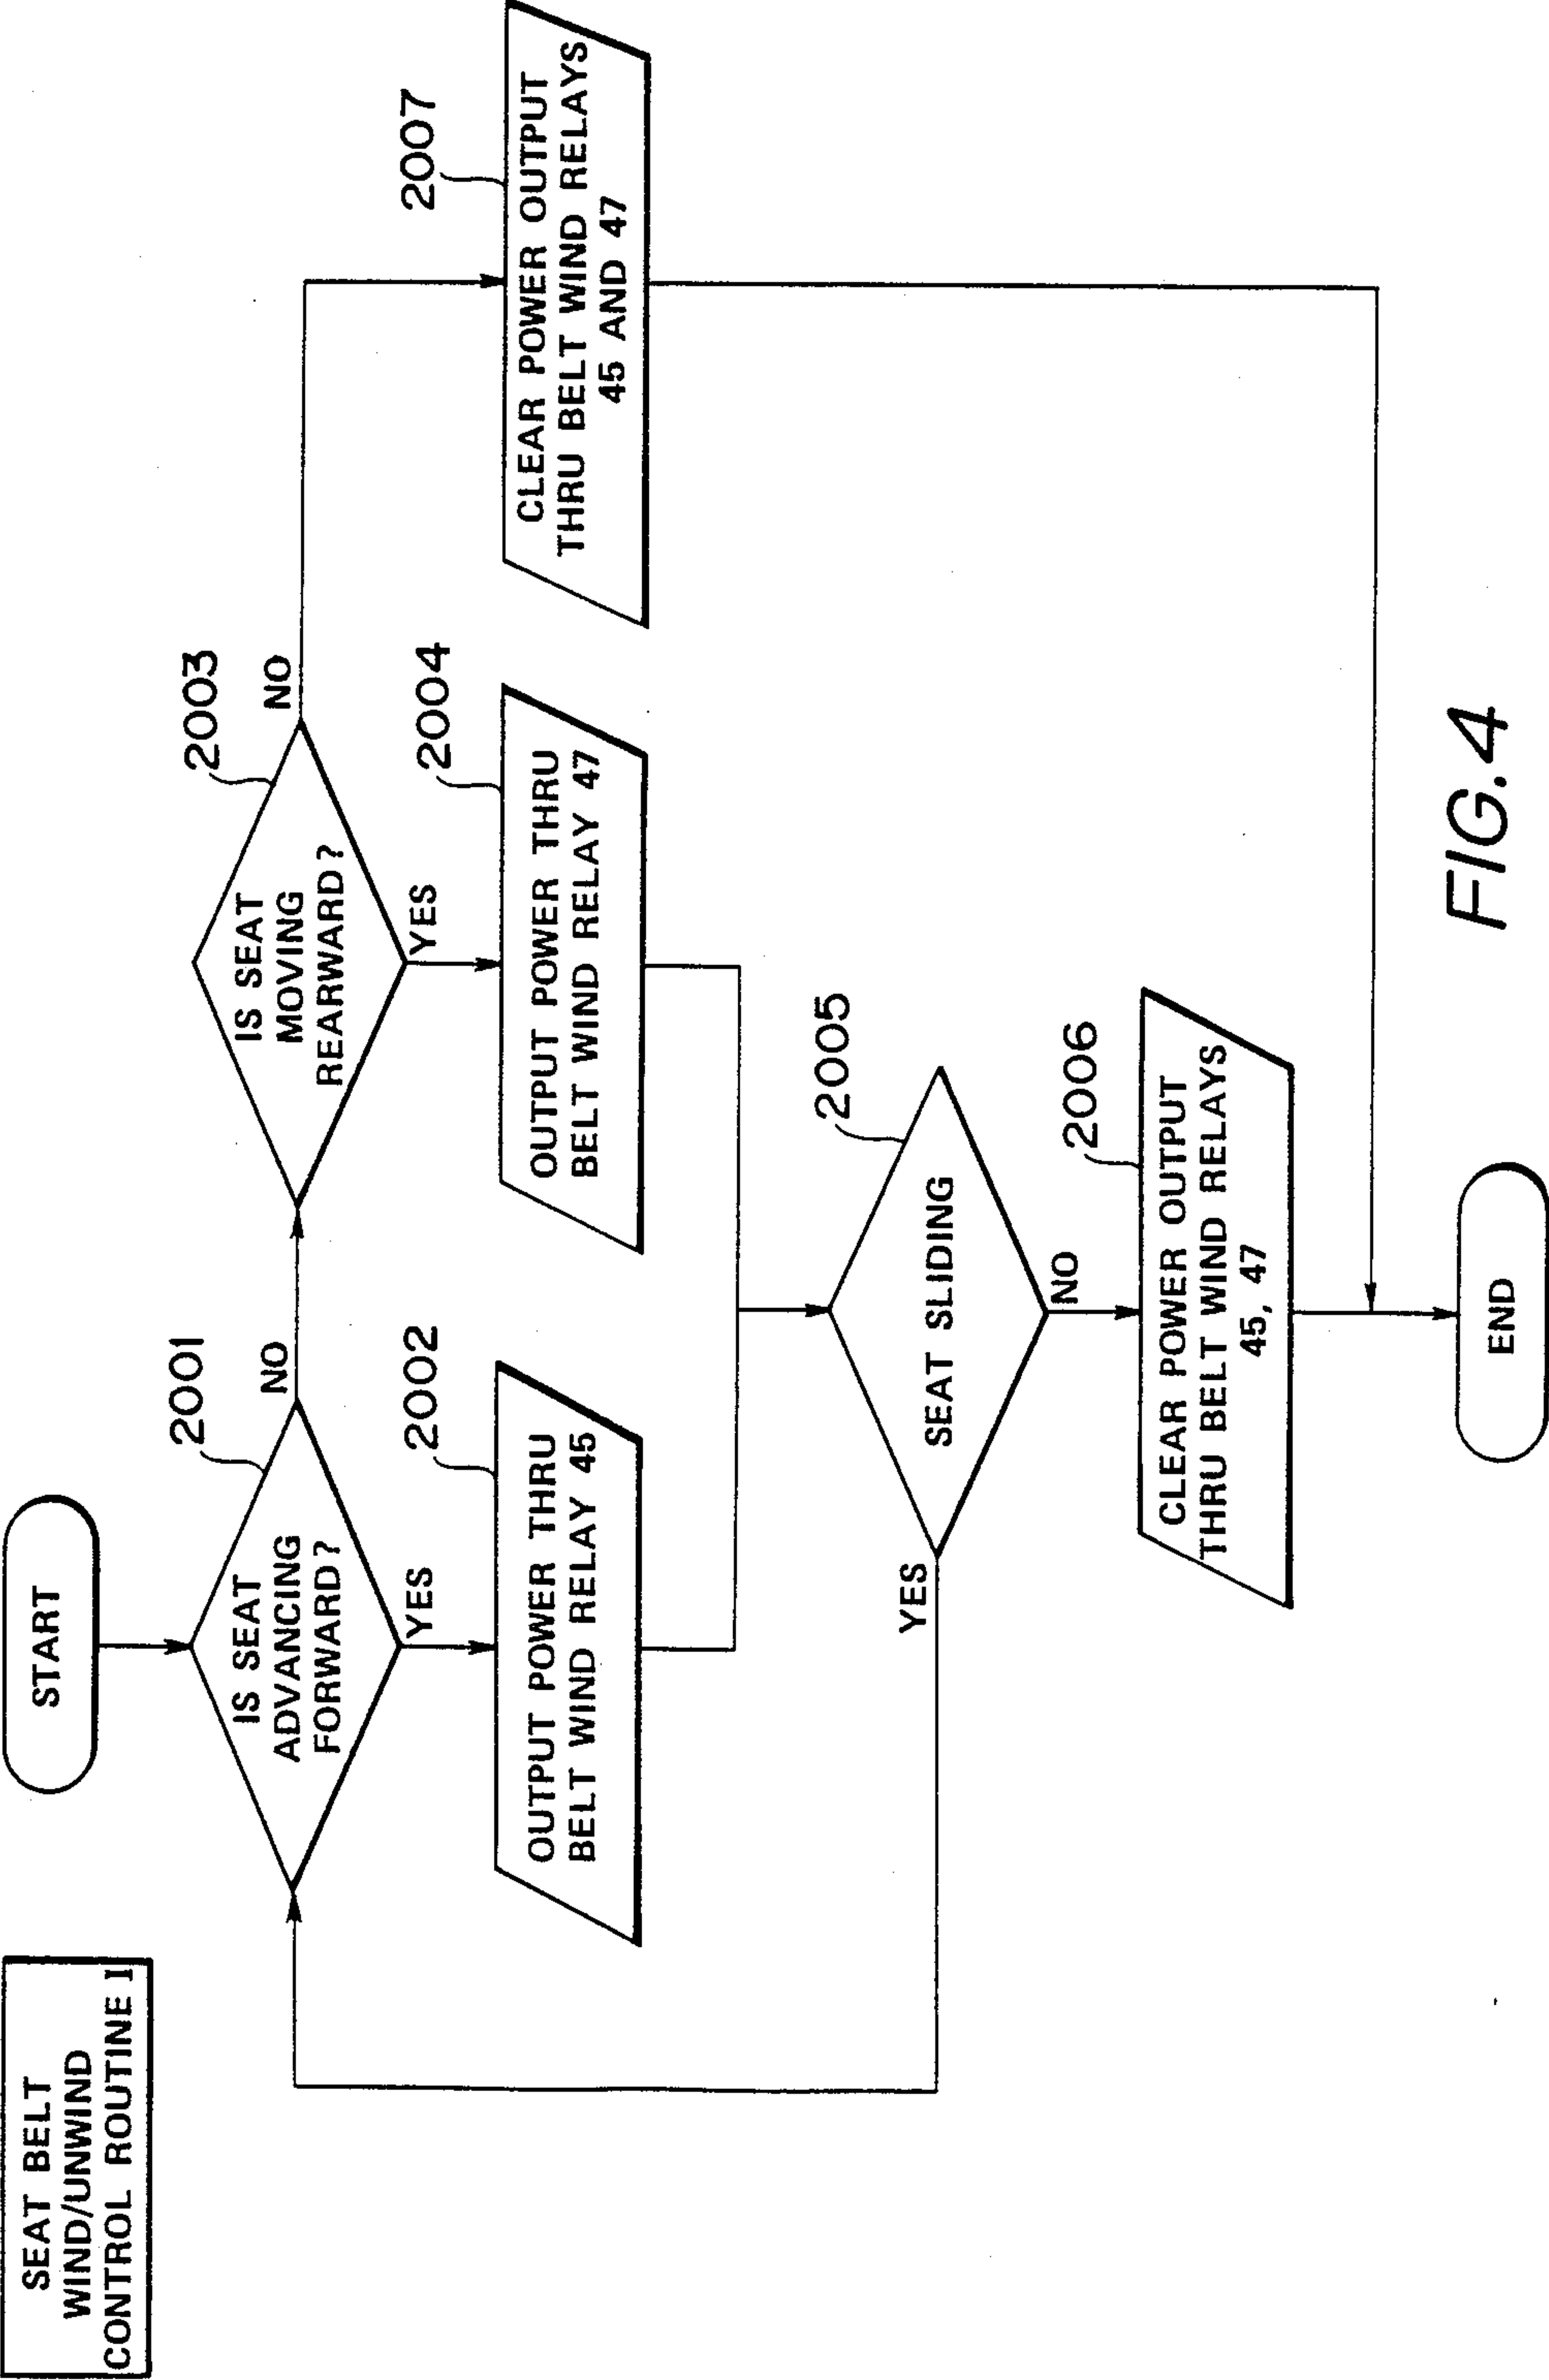 SEAT BELT
WIND/UNWIND
CONTROL ROUTINE I
START
2001
IS SEAT
ADVANCING
FORWARD?
NO
YES
2003
IS SEAT
MOVING
REARWARD?
NO
YES
2002
OUTPUT POWER THRU
BELT WIND RELAY 45
2004
OUTPUT POWER THRU
BELT WIND RELAY 47
2007
CLEAR POWER OUTPUT
THRU BELT WIND RELAYS
45 AND 47
2005
SEAT SLIDING
YES
NO
2006
CLEAR POWER OUTPUT
THRU BELT WIND RELAYS
45, 47
END
FIG.4